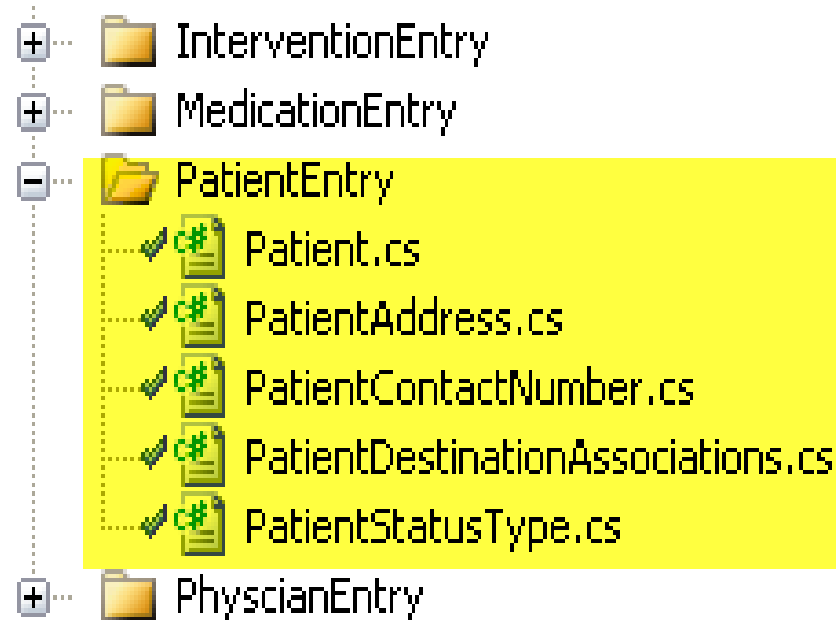 InterventionEntry
MedicationEntry
PatientEntry
C# Patient.cs
C# PatientAddress.cs
C# PatientContactNumber.cs
C# PatientDestinationAssociations.cs
C# PatientStatusType.cs
PhyscianEntry